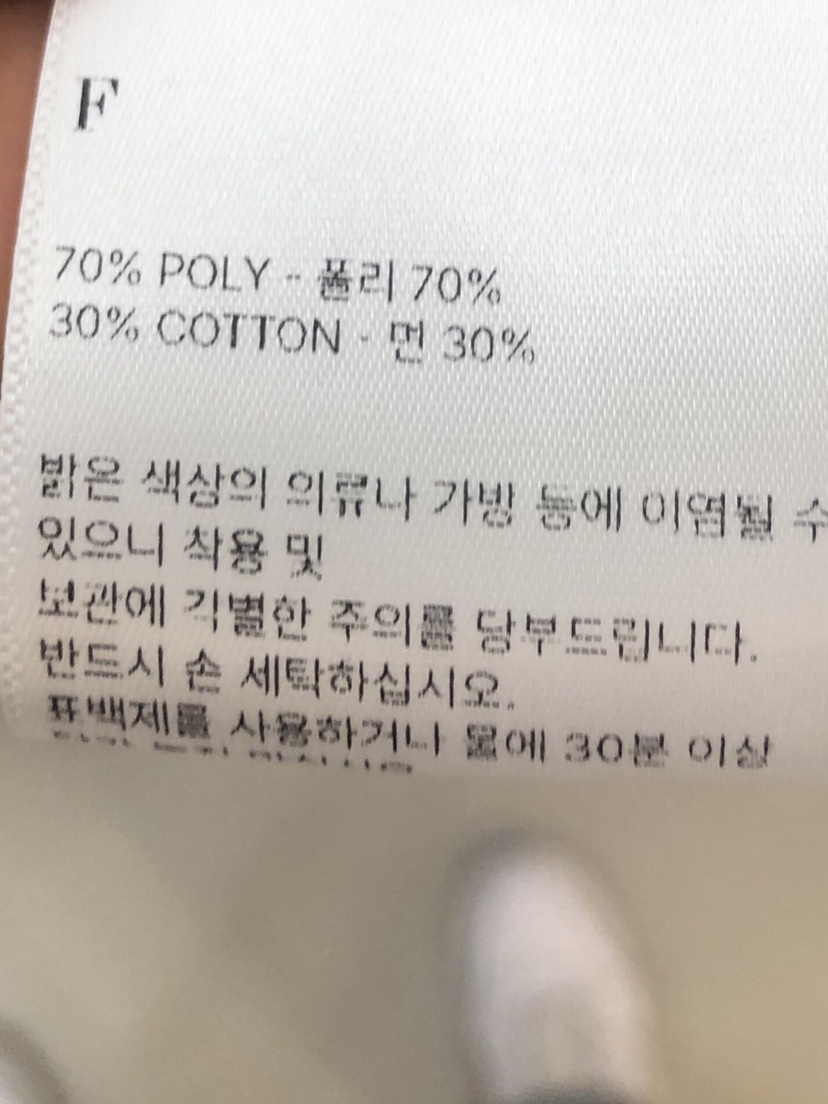 F
70% POLY - 폴리 70%
30% COTTON - 면 30%
밝은 색상의 의류나 가방 등에 이염될 수
있으니 착용 및
보관에 각별한 주의를 당부드립니다.
반드시 손 세탁하십시오.
표백제를 사용하거나 물에 30분 이상